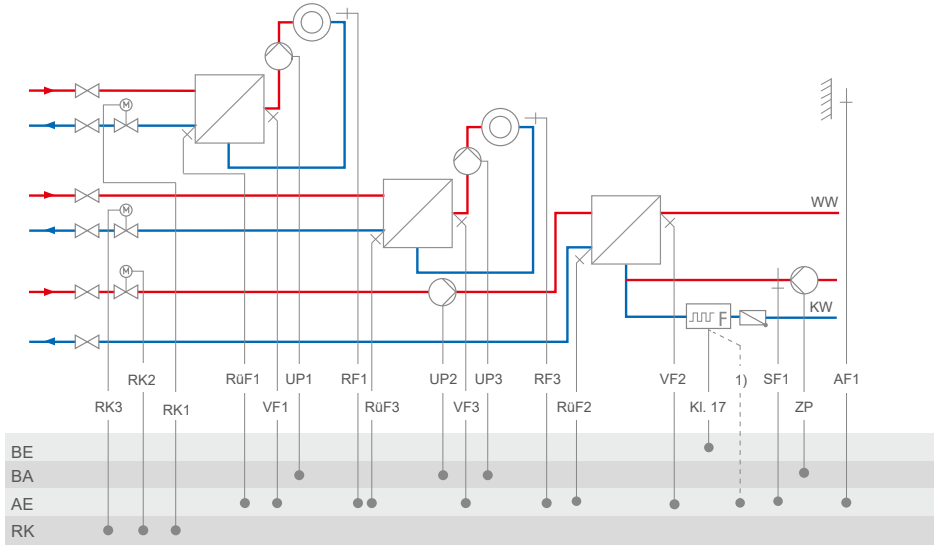 M
M
WW
M
F
KW
RK2 RüF1 UP1 RF1 UP2 UP3 RF3 VF2 1) SF1 AF1
RK3 RK1 VF1 RüF3 VF3 RüF2 Kl. 17 ZP
BE
BA
AE
RK